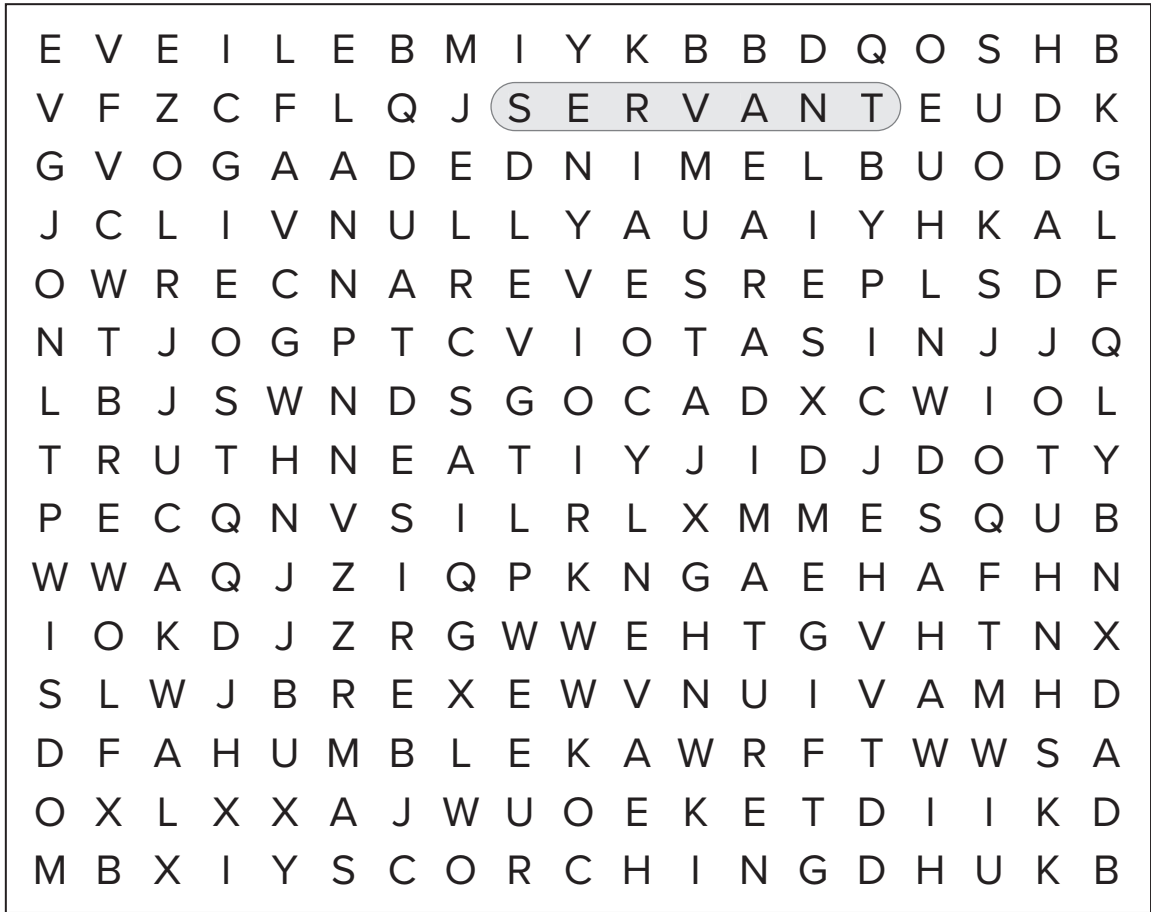 E V E I L E B M I Y K B B D Q O S H B
V F Z C F L Q J S E R V A N T E U D K
G V O G A A D E D N I M E L B U O D G
J C L I V N U L L Y A U A I Y H K A L
O W R E C N A R E V E S R E P L S D F
N T J O G P T C V I O T A S I N J J Q
L B J S W N D S G O C A D X C W I O L
T R U T H N E A T I Y J I D J D O T Y
P E C Q N V S I L R L X M M E S Q U B
W W A Q J Z I Q P K N G A E H A F H N
I O K D J Z R G W W E H T G V H T N X
S L W J B R E X E W V N U I V A M H D
D F A H U M B L E K A W R F T W W S A
O X L X X A J W U O E K E T D I I K D
M B X I Y S C O R C H I N G D H U K B